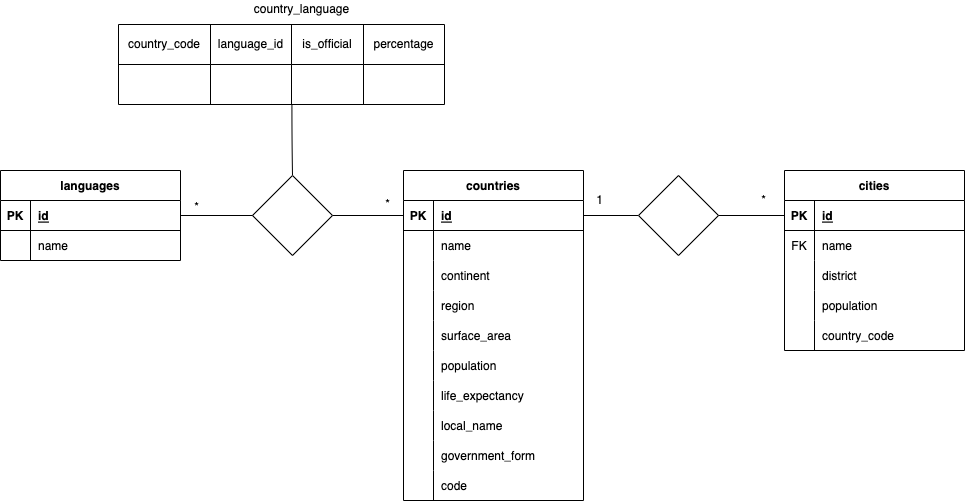 country_language
country_code language_id is_official percentage
languages
PK id
name
*
*
countries
PK id
name
continent
region
surface_area
population
life_expectancy
local_name
government_form
code
1
*
cities
PK id
FK name
district
population
country_code